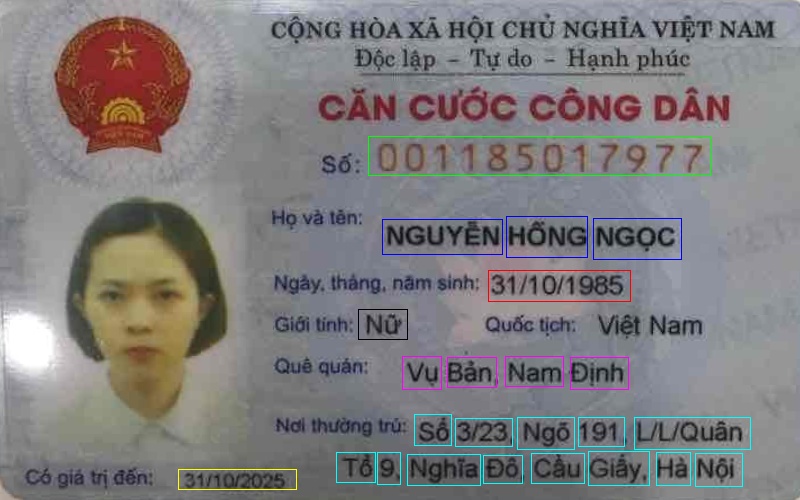 CỘNG HÒA XÃ HỘI CHỦ NGHĨA VIỆT NAM
Độc lập - Tự do - Hạnh phúc
CĂN CƯỚC CÔNG DÂN
Số: 001185017977
Họ và tên: NGUYỄN HỒNG NGỌC
Ngày, tháng, năm sinh: 31/10/1985
Giới tính: Nữ Quốc tịch: Việt Nam
Quê quán: Vụ Bản, Nam Định
Nơi thường trú: Số 3/23, Ngõ 191, L/L/Quân
Tổ 9, Nghĩa Đô, Cầu Giấy, Hà Nội
Có giá trị đến: 31/10/2025